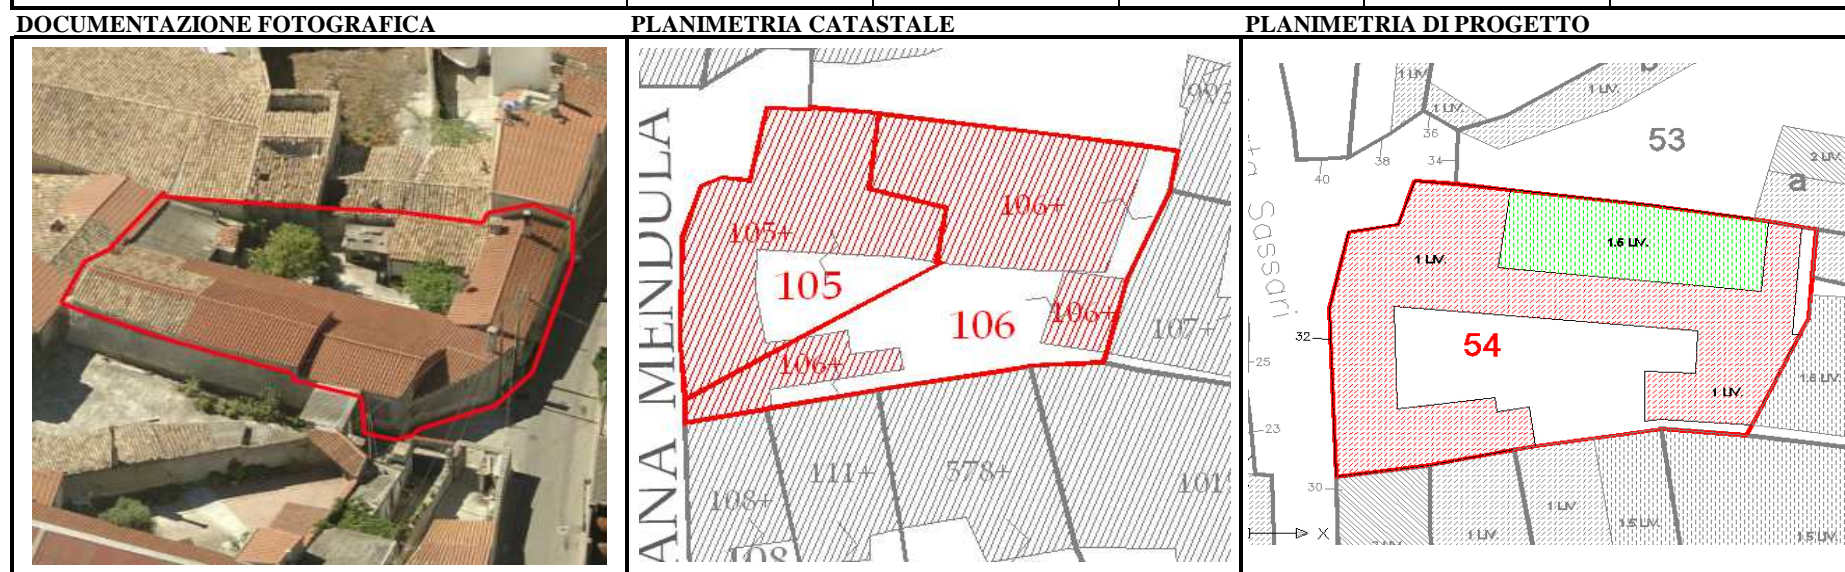 DOCUMENTAZIONE FOTOGRAFICA
PLANIMETRIA CATASTALE
PLANIMETRIA DI PROGETTO
ANA MENDULA
903
105+
106+
105
106
106+
106+
107+
108+
111+
578+
101
108
1 LIV.
b
1 LIV.
1 LIV.
36
38
34
40
53
2 LIV.
a
Sassari
1.5 LIV.
1 LIV.
32
54
25
1 LIV.
1.5 LIV.
23
30
1 LIV.
1.5 LIV.
1 LIV.
1.5 LIV.
X